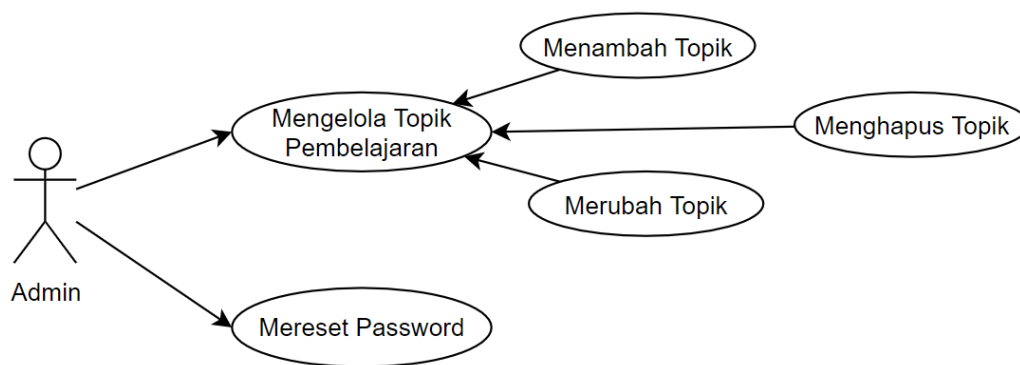 Menambah Topik
Mengelola Topik
Pembelajaran
Menghapus Topik
Merubah Topik
Admin
Mereset Password